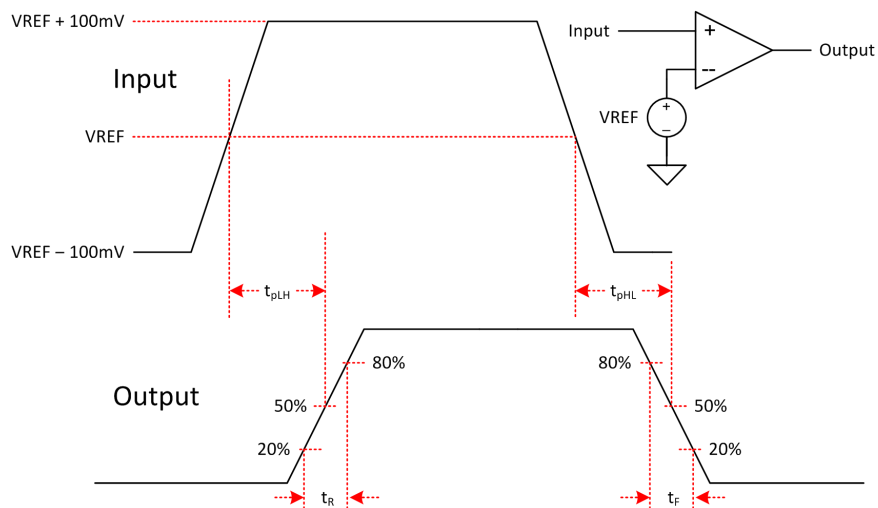 VREF + 100mV
Input
VREF
VREF – 100mV
Input
+
--
Output
VREF
+
–
tpLH
tpHL
Output
80%
50%
20%
tR
80%
50%
20%
tF